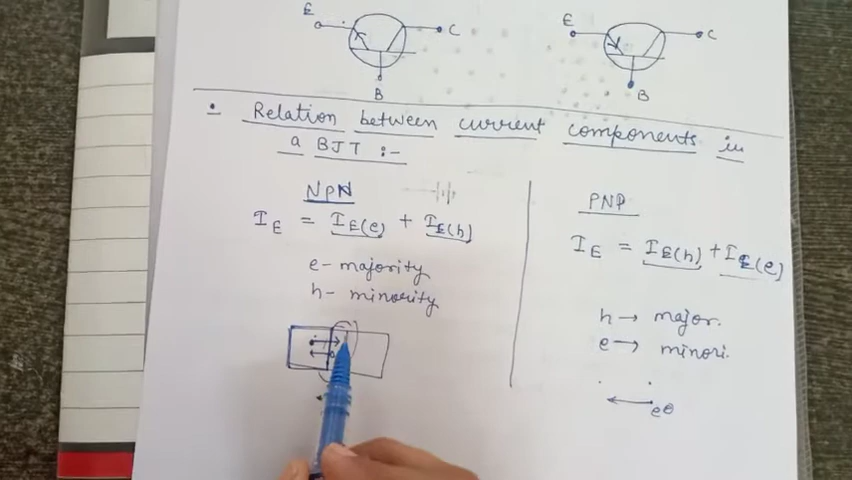 E
C
B
E
C
B
Relation between current components in
a BJT :-
NPN
I_E = I_E(e) + I_E(h)
e- majority
h- minority
PNP
I_E = I_E(h) + I_E(e)
h → major.
e → minori.
e⊖